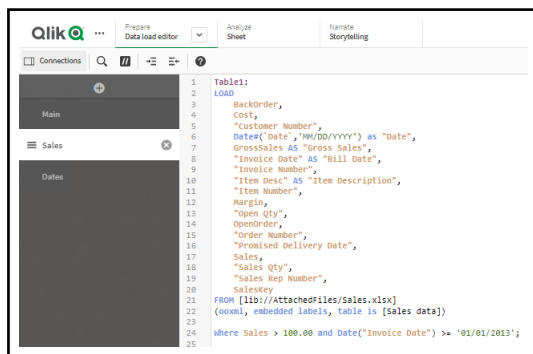 Qlik
...
Prepare
Data load editor
Analyze
Sheet
Narrate
Storytelling
Connections
//
?
Main
Sales
Dates
1 Table1:
2 LOAD
3 BackOrder,
4 Cost,
5 "Customer Number",
6 Date#(`Date`,'MM/DD/YYYY') as "Date",
7 GrossSales AS "Gross Sales",
8 "Invoice Date" AS "Bill Date",
9 "Invoice Number",
10 "Item Desc" AS "Item Description",
11 "Item Number",
12 Margin,
13 "Open Qty",
14 OpenOrder,
15 "Order Number",
16 "Promised Delivery Date",
17 Sales,
18 "Sales Qty",
19 "Sales Rep Number",
20 SalesKey
21 FROM [lib://AttachedFiles/Sales.xlsx]
22 (ooxml, embedded labels, table is [Sales data])
23
24 Where Sales > 100.00 and Date("Invoice Date") >= '01/01/2013';
25